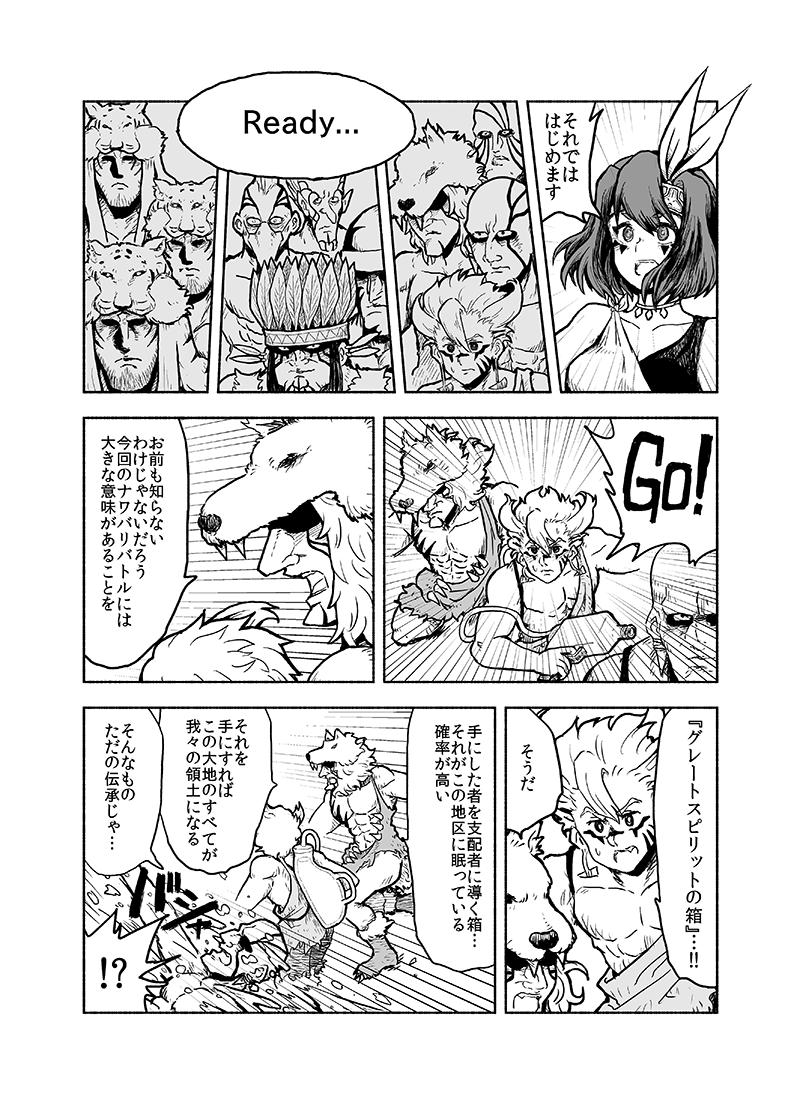 それでは
はじめます
Ready...
Go!
お前も知らない
わけじゃないだろう
今回のナワバリバトルには
大きな意味があることを
『グレートスピリットの箱』…!!
そうだ
手にした者を支配者に導く箱…
それがこの地区に眠っている
確率が高い
それを
手にすれば
この大地のすべてが
我々の領土になる
そんなもの
ただの伝承じゃ…
バシャ
!?